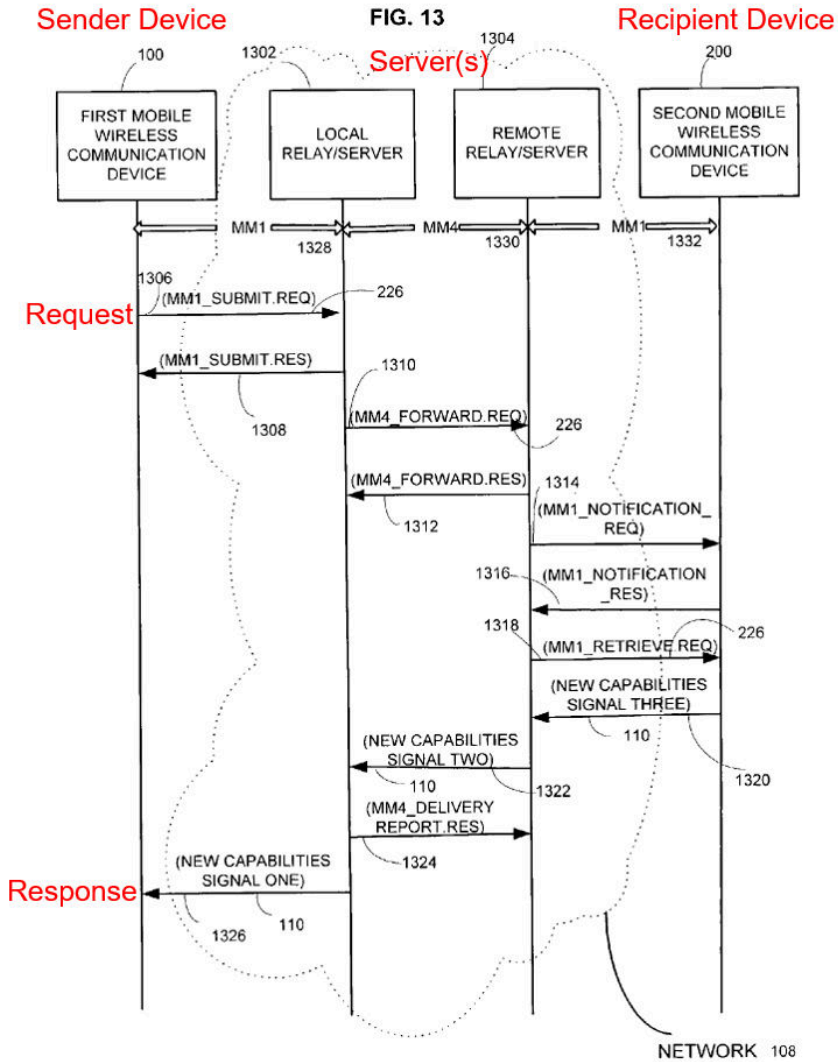 Sender Device
FIG. 13
Recipient Device
100
1302
Server(s)
1304
200
FIRST MOBILE
WIRELESS
COMMUNICATION
DEVICE
LOCAL
RELAY/SERVER
REMOTE
RELAY/SERVER
SECOND MOBILE
WIRELESS
COMMUNICATION
DEVICE
MM1
1328
MM4
1330
MM1
1332
1306
(MM1_SUBMIT.REQ)
226
Request
(MM1_SUBMIT.RES)
1308
1310
(MM4_FORWARD.REQ)
226
(MM4_FORWARD.RES)
1312
1314
(MM1_NOTIFICATION_
REQ)
1316
(MM1_NOTIFICATION
_RES)
1318
(MM1_RETRIEVE.REQ)
226
(NEW CAPABILITIES
SIGNAL THREE)
110
1320
(NEW CAPABILITIES
SIGNAL TWO)
110
1322
(MM4_DELIVERY
REPORT.RES)
1324
Response
(NEW CAPABILITIES
SIGNAL ONE)
1326
110
NETWORK 108